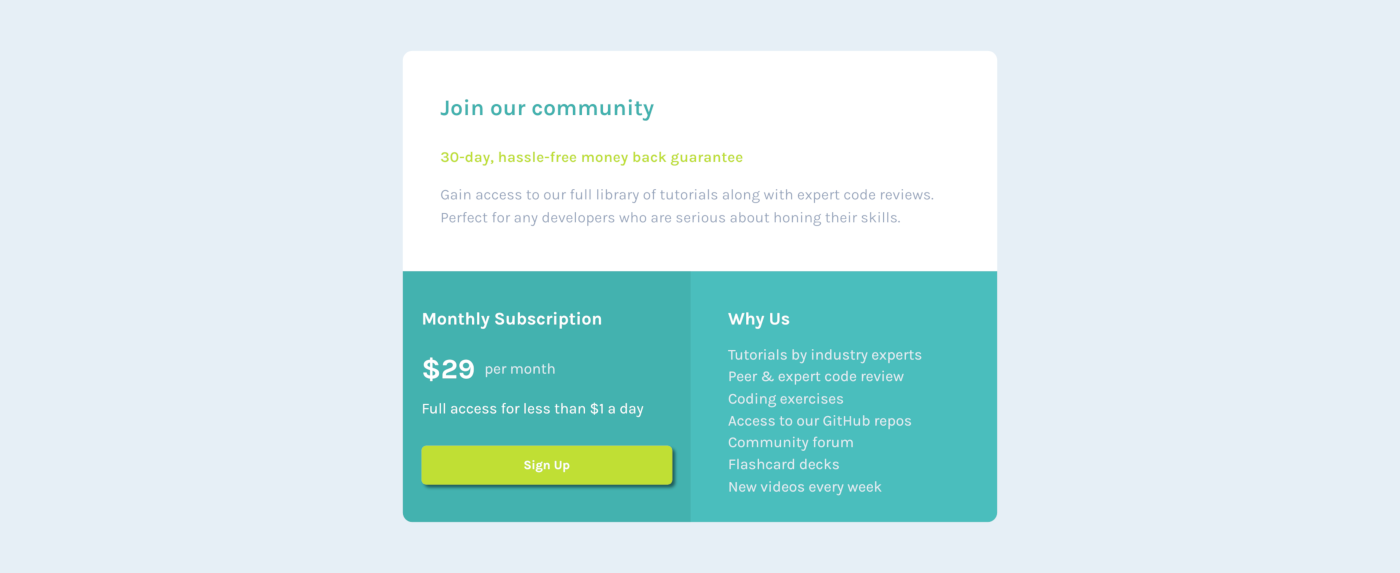 Join our community
30-day, hassle-free money back guarantee
Gain access to our full library of tutorials along with expert code reviews.
Perfect for any developers who are serious about honing their skills.
Monthly Subscription
$29 per month
Full access for less than $1 a day
Sign Up
Why Us
Tutorials by industry experts
Peer & expert code review
Coding exercises
Access to our GitHub repos
Community forum
Flashcard decks
New videos every week